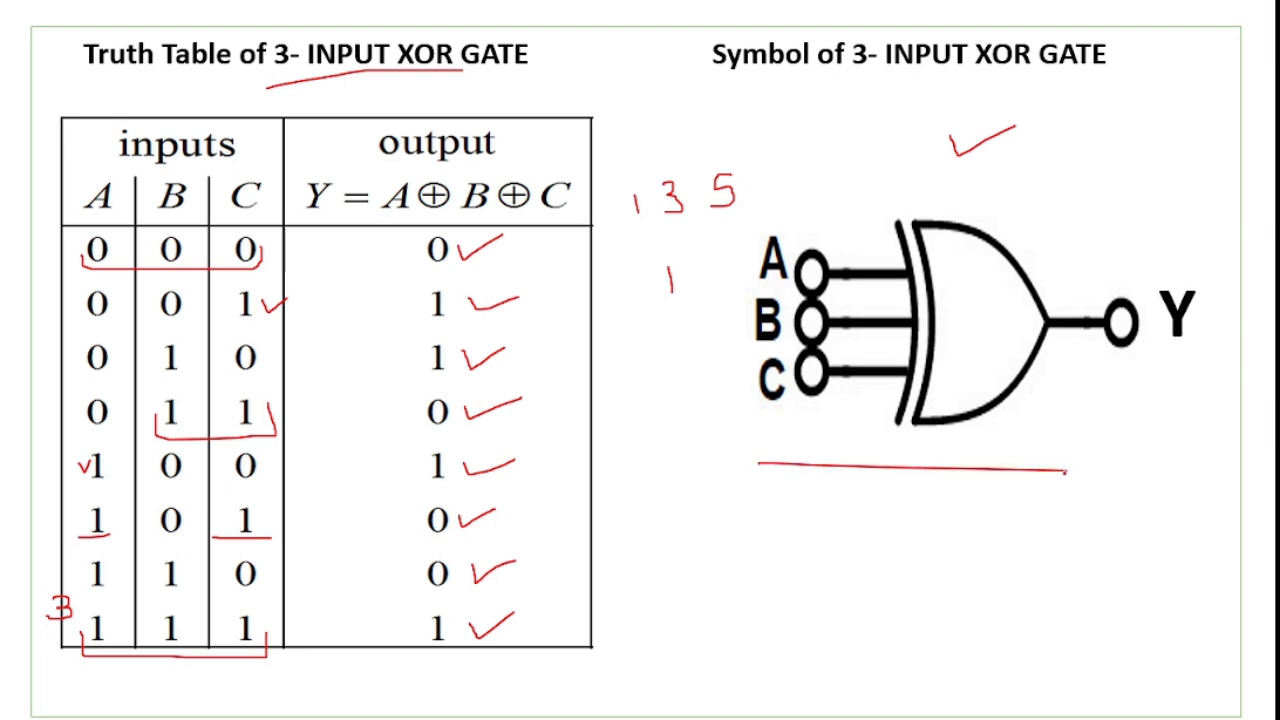 Truth Table of 3- INPUT XOR GATE
inputs output
A B C Y = A ⊕ B ⊕ C
0 0 0 0
0 0 1 1
0 1 0 1
0 1 1 0
1 0 0 1
1 0 1 0
1 1 0 0
3
1 1 1 1
Symbol of 3- INPUT XOR GATE
1 3 5
1
A
B
C
Y